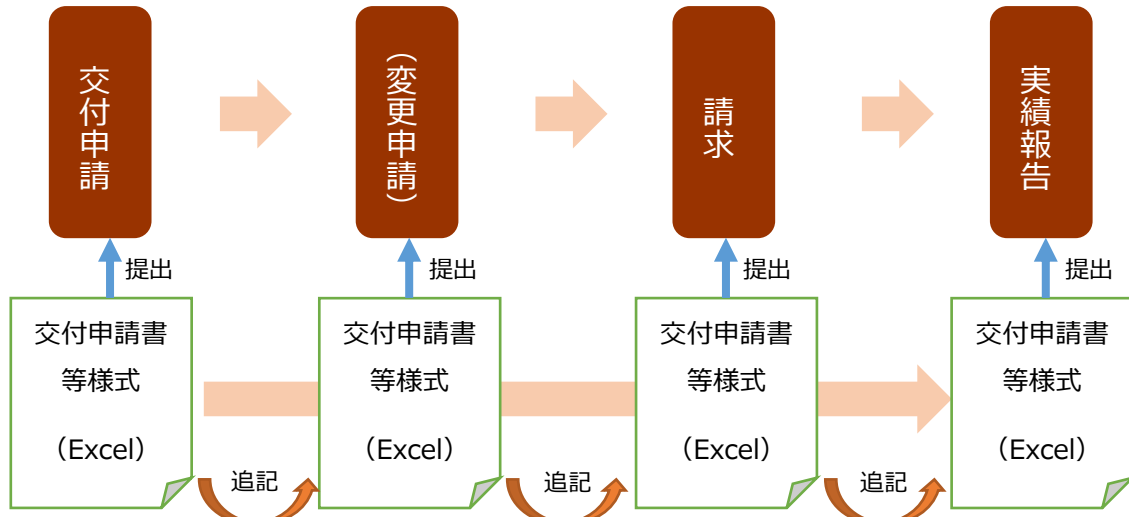 交付申請
（変更申請）
請求
実績報告
提出
提出
提出
提出
交付申請書
等様式
（Excel）
交付申請書
等様式
（Excel）
交付申請書
等様式
（Excel）
交付申請書
等様式
（Excel）
追記
追記
追記